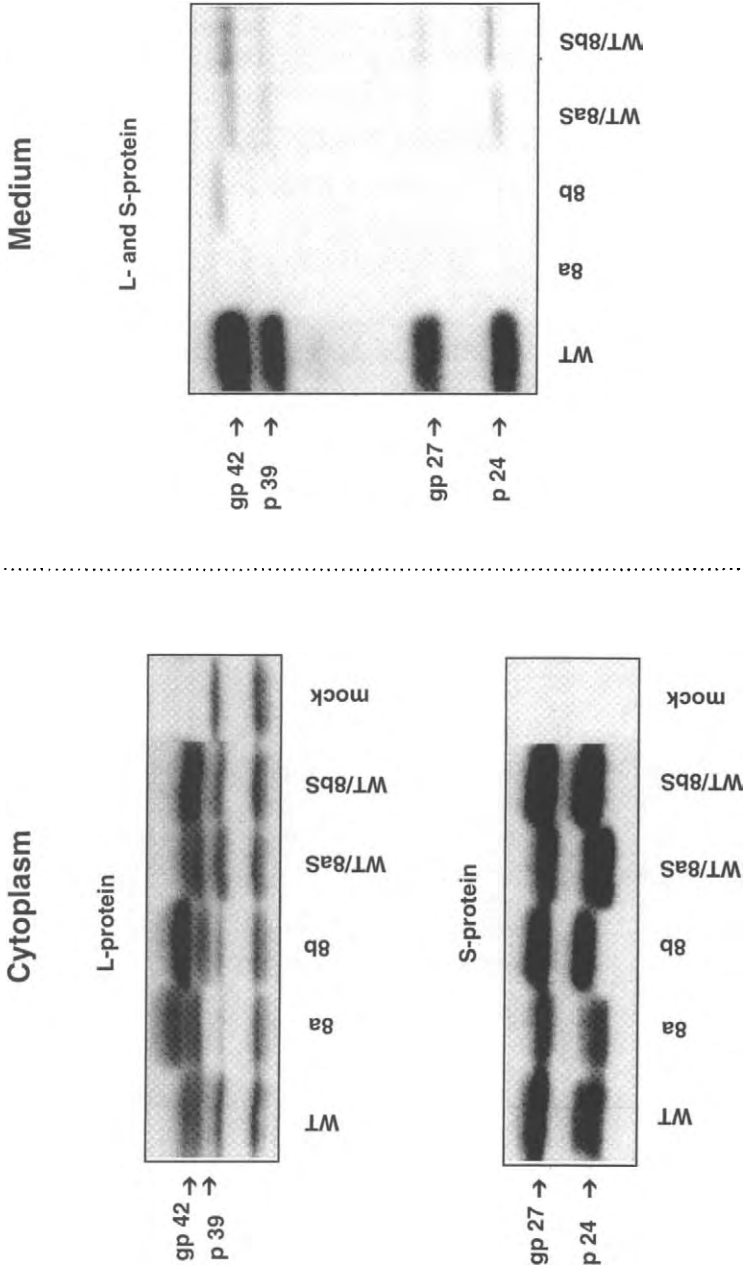 Cytoplasm
L-protein
gp 42 →
p 39 →
WT
8a
8b
WT/8aS
WT/8bS
mock
S-protein
gp 27 →
p 24 →
WT
8a
8b
WT/8aS
WT/8bS
mock
Medium
L- and S-protein
gp 42 →
p 39 →
gp 27 →
p 24 →
WT
8a
8b
WT/8aS
WT/8bS